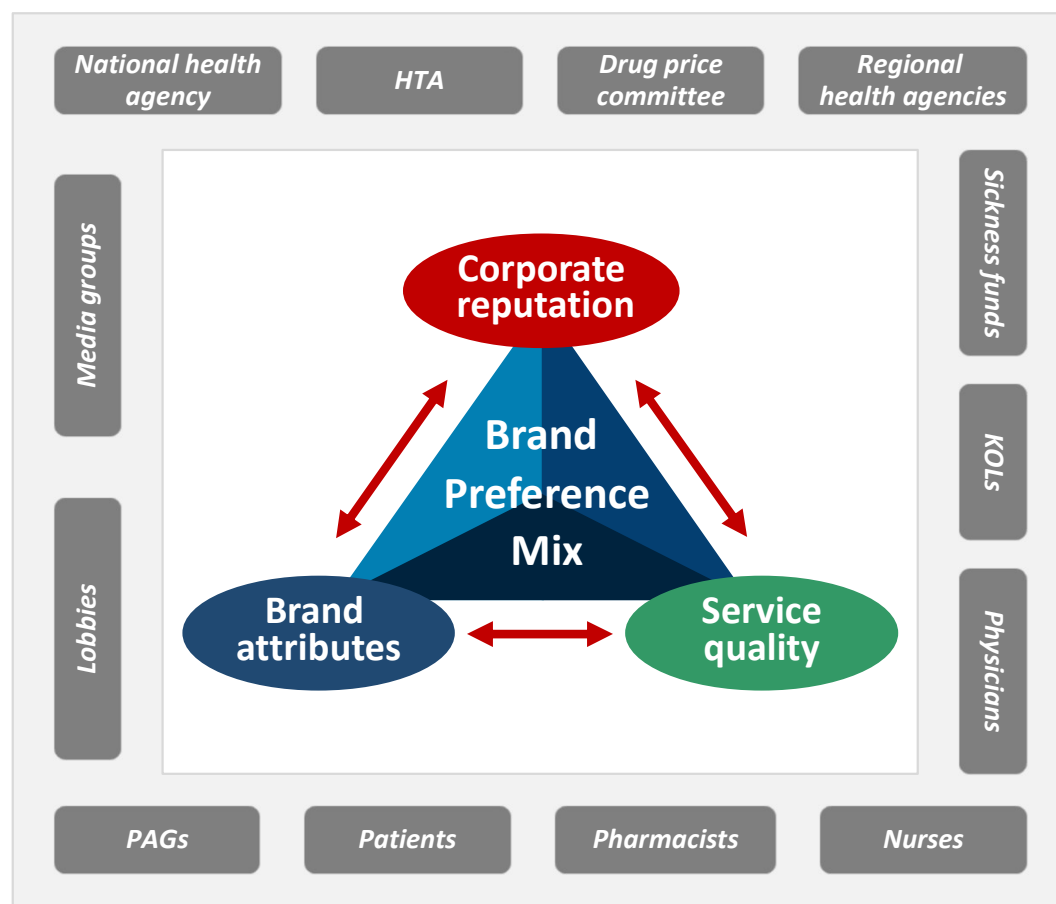 National health
agency
HTA
Drug price
committee
Regional
health agencies
Media groups
Lobbies
Corporate
reputation
Brand
Preference
Mix
Brand
attributes
Service
quality
Sickness funds
KOLs
Physicians
PAGs
Patients
Pharmacists
Nurses